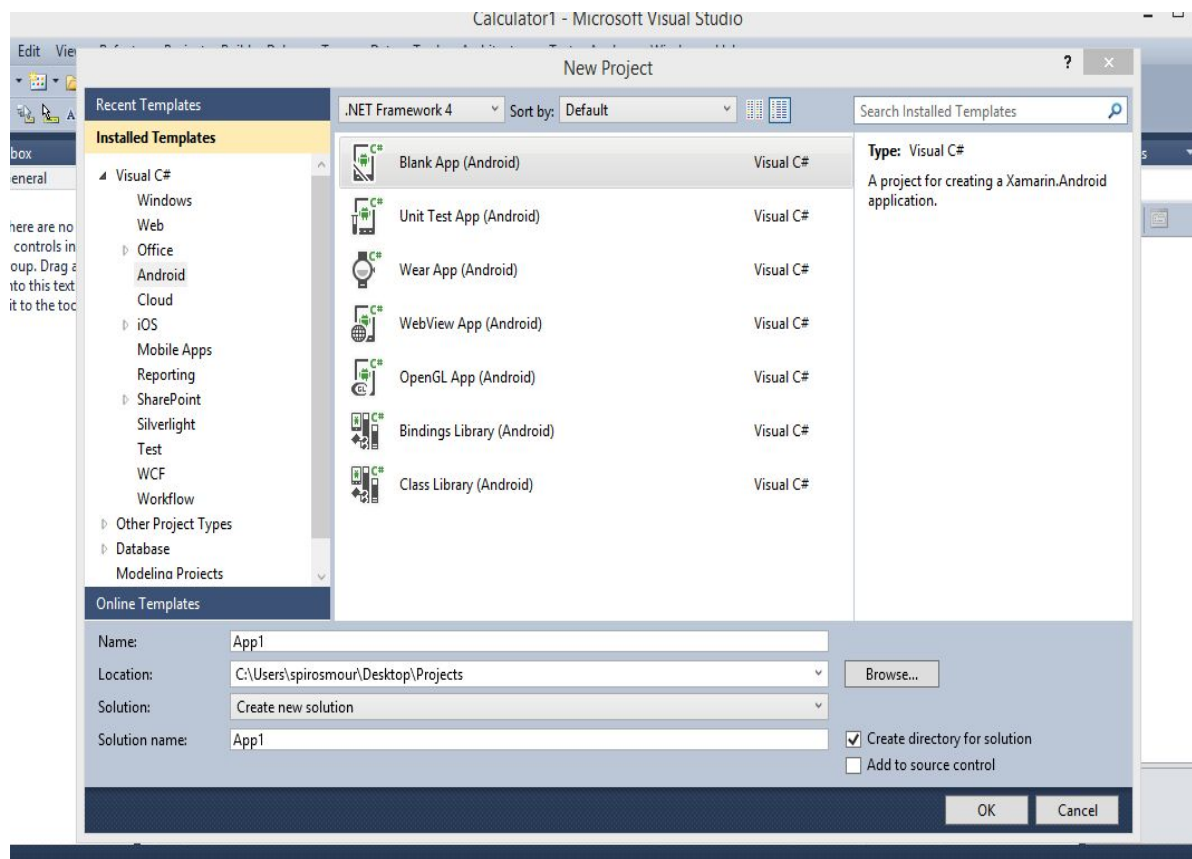 Calculator1 - Microsoft Visual Studio
Edit View
New Project
?
Recent Templates
Installed Templates
Visual C#
Windows
Web
Office
Android
Cloud
iOS
Mobile Apps
Reporting
SharePoint
Silverlight
Test
WCF
Workflow
Other Project Types
Database
Modeling Projects
Online Templates
.NET Framework 4
Sort by: Default
Search Installed Templates
Blank App (Android) Visual C#
Unit Test App (Android) Visual C#
Wear App (Android) Visual C#
WebView App (Android) Visual C#
OpenGL App (Android) Visual C#
Bindings Library (Android) Visual C#
Class Library (Android) Visual C#
Type: Visual C#
A project for creating a Xamarin.Android
application.
Name: App1
Location: C:\Users\spirosmour\Desktop\Projects
Browse...
Solution: Create new solution
Solution name: App1
Create directory for solution
Add to source control
OK Cancel
box
eneral
here are no
controls in
oup. Drag a
nto this text
it to the too